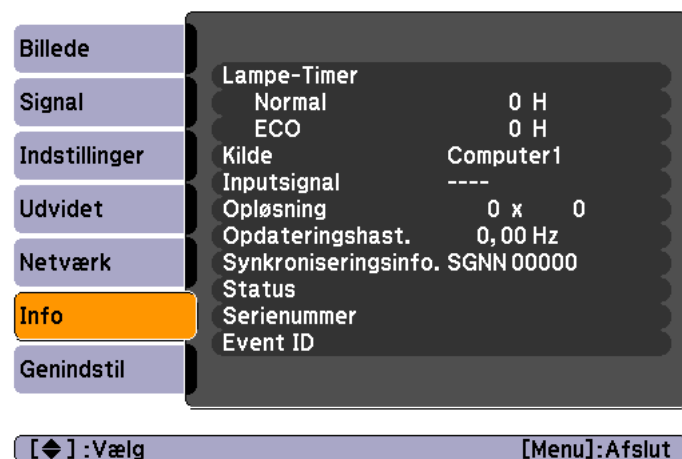 Billede
Signal
Indstillinger
Udvidet
Netværk
Info
Genindstil
Lampe-Timer
Normal 0 H
ECO 0 H
Kilde Computer1
Inputsignal ----
Opløsning 0 x 0
Opdateringshast. 0,00 Hz
Synkroniseringsinfo. SGNN 00000
Status
Serienummer
Event ID
[◆] :Vælg [Menu]:Afslut